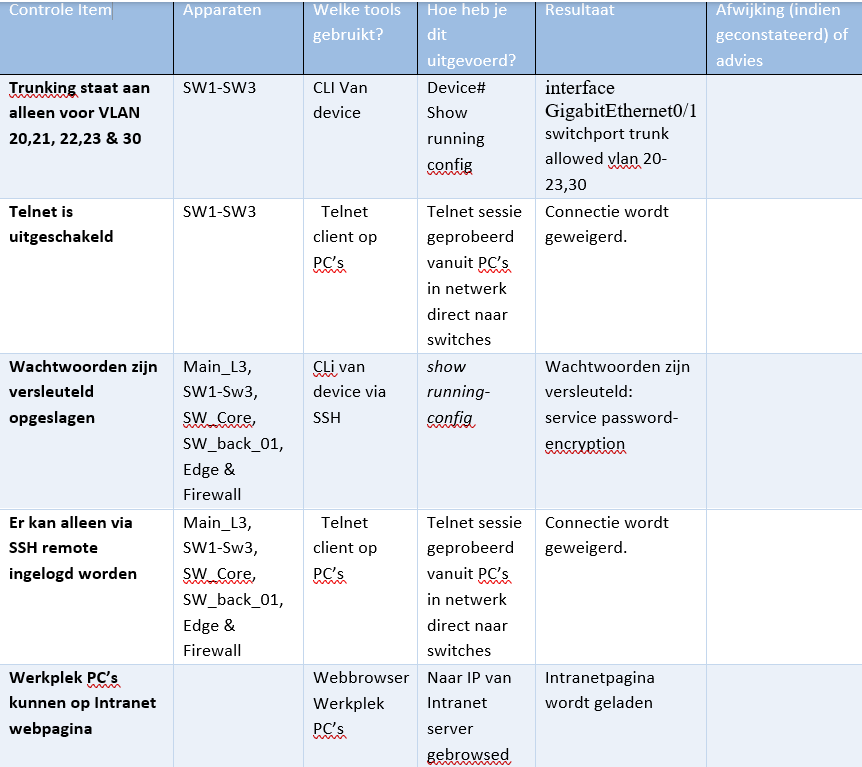 Controle Item
Apparaten
Welke tools
gebruikt?
Hoe heb je
dit
uitgevoerd?
Resultaat
Afwijking (indien
geconstateerd) of
advies
Trunking staat aan
alleen voor VLAN
20,21, 22,23 & 30
SW1-SW3
CLI Van
device
Device#
Show
running
config
interface
GigabitEthernet0/1
switchport trunk
allowed vlan 20-
23,30
Telnet is
uitgeschakeld
SW1-SW3
Telnet
client op
PC’s
Telnet sessie
geprobeerd
vanuit PC’s
in netwerk
direct naar
switches
Connectie wordt
geweigerd.
Wachtwoorden zijn
versleuteld
opgeslagen
Main_L3,
SW1-Sw3,
SW_Core,
SW_back_01,
Edge &
Firewall
CLi van
device via
SSH
show
running-
config
Wachtwoorden zijn
versleuteld:
service password-
encryption
Er kan alleen via
SSH remote
ingelogd worden
Main_L3,
SW1-Sw3,
SW_Core,
SW_back_01,
Edge &
Firewall
Telnet
client op
PC’s
Telnet sessie
geprobeerd
vanuit PC’s
in netwerk
direct naar
switches
Connectie wordt
geweigerd.
Werkplek PC’s
kunnen op Intranet
webpagina
Webbrowser
Werkplek
PC’s
Naar IP van
Intranet
server
gebrowsed
Intranetpagina
wordt geladen